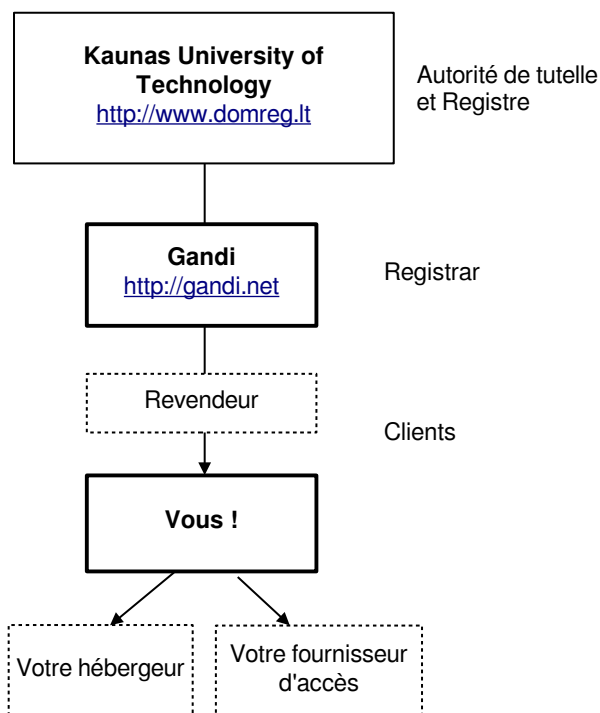 Kaunas University of
Technology
http://www.domreg.lt
Autorité de tutelle
et Registre
Gandi
http://gandi.net
Registrar
Revendeur
Clients
Vous !
Votre hébergeur
Votre fournisseur
d'accès